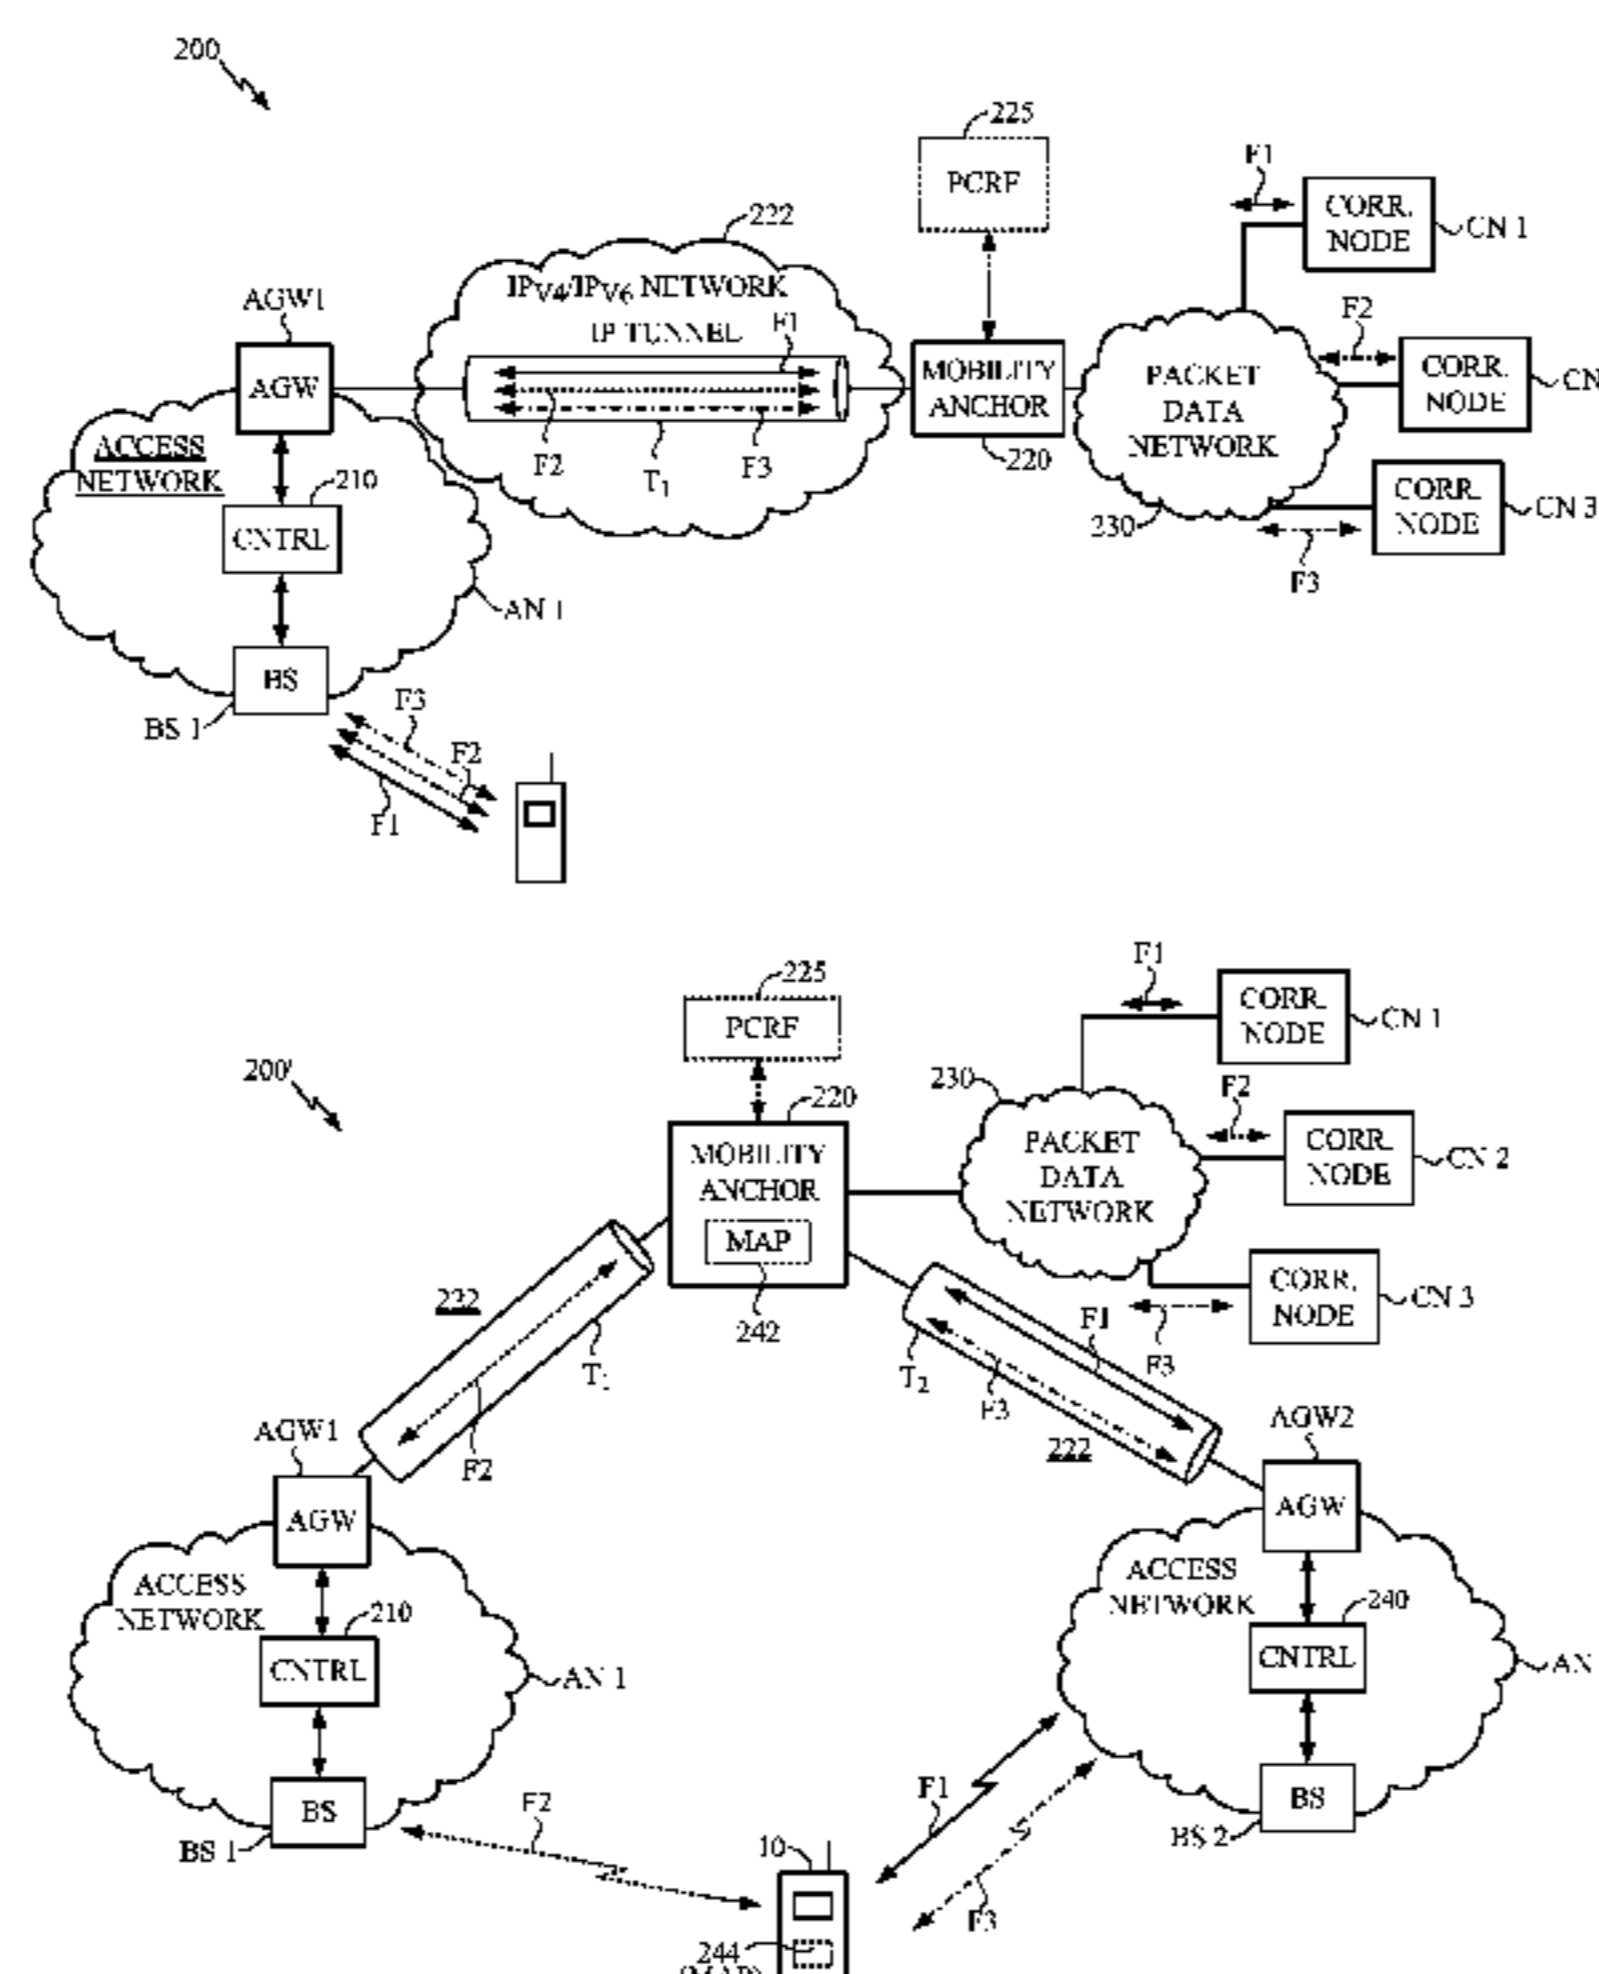 200
225
PCRF
F1
CORR.
NODE
CN 1
222
IPV4/IPV6 NETWORK
IP TUNNEL
F1
AGW1
AGW
F2
T1
F3
MOBILITY
ANCHOR
220
PACKET
DATA
NETWORK
230
F2
CORR.
NODE
CN
CORR.
NODE
CN 3
F3
ACCESS
NETWORK
210
CNTRL
AN 1
BS
BS 1
F3
F2
F1
200'
225
PCRF
220
MOBILITY
ANCHOR
MAP
242
F1
CORR.
NODE
CN 1
230
PACKET
DATA
NETWORK
F2
CORR.
NODE
CN 2
CORR.
NODE
CN 3
F3
222
T1
F2
T2
F1
F3
222
AGW1
AGW
ACCESS
NETWORK
210
CNTRL
AN 1
BS
BS 1
F2
AGW2
AGW
ACCESS
NETWORK
240
CNTRL
AN
BS
BS 2
F1
F3
10
244
(MAP)